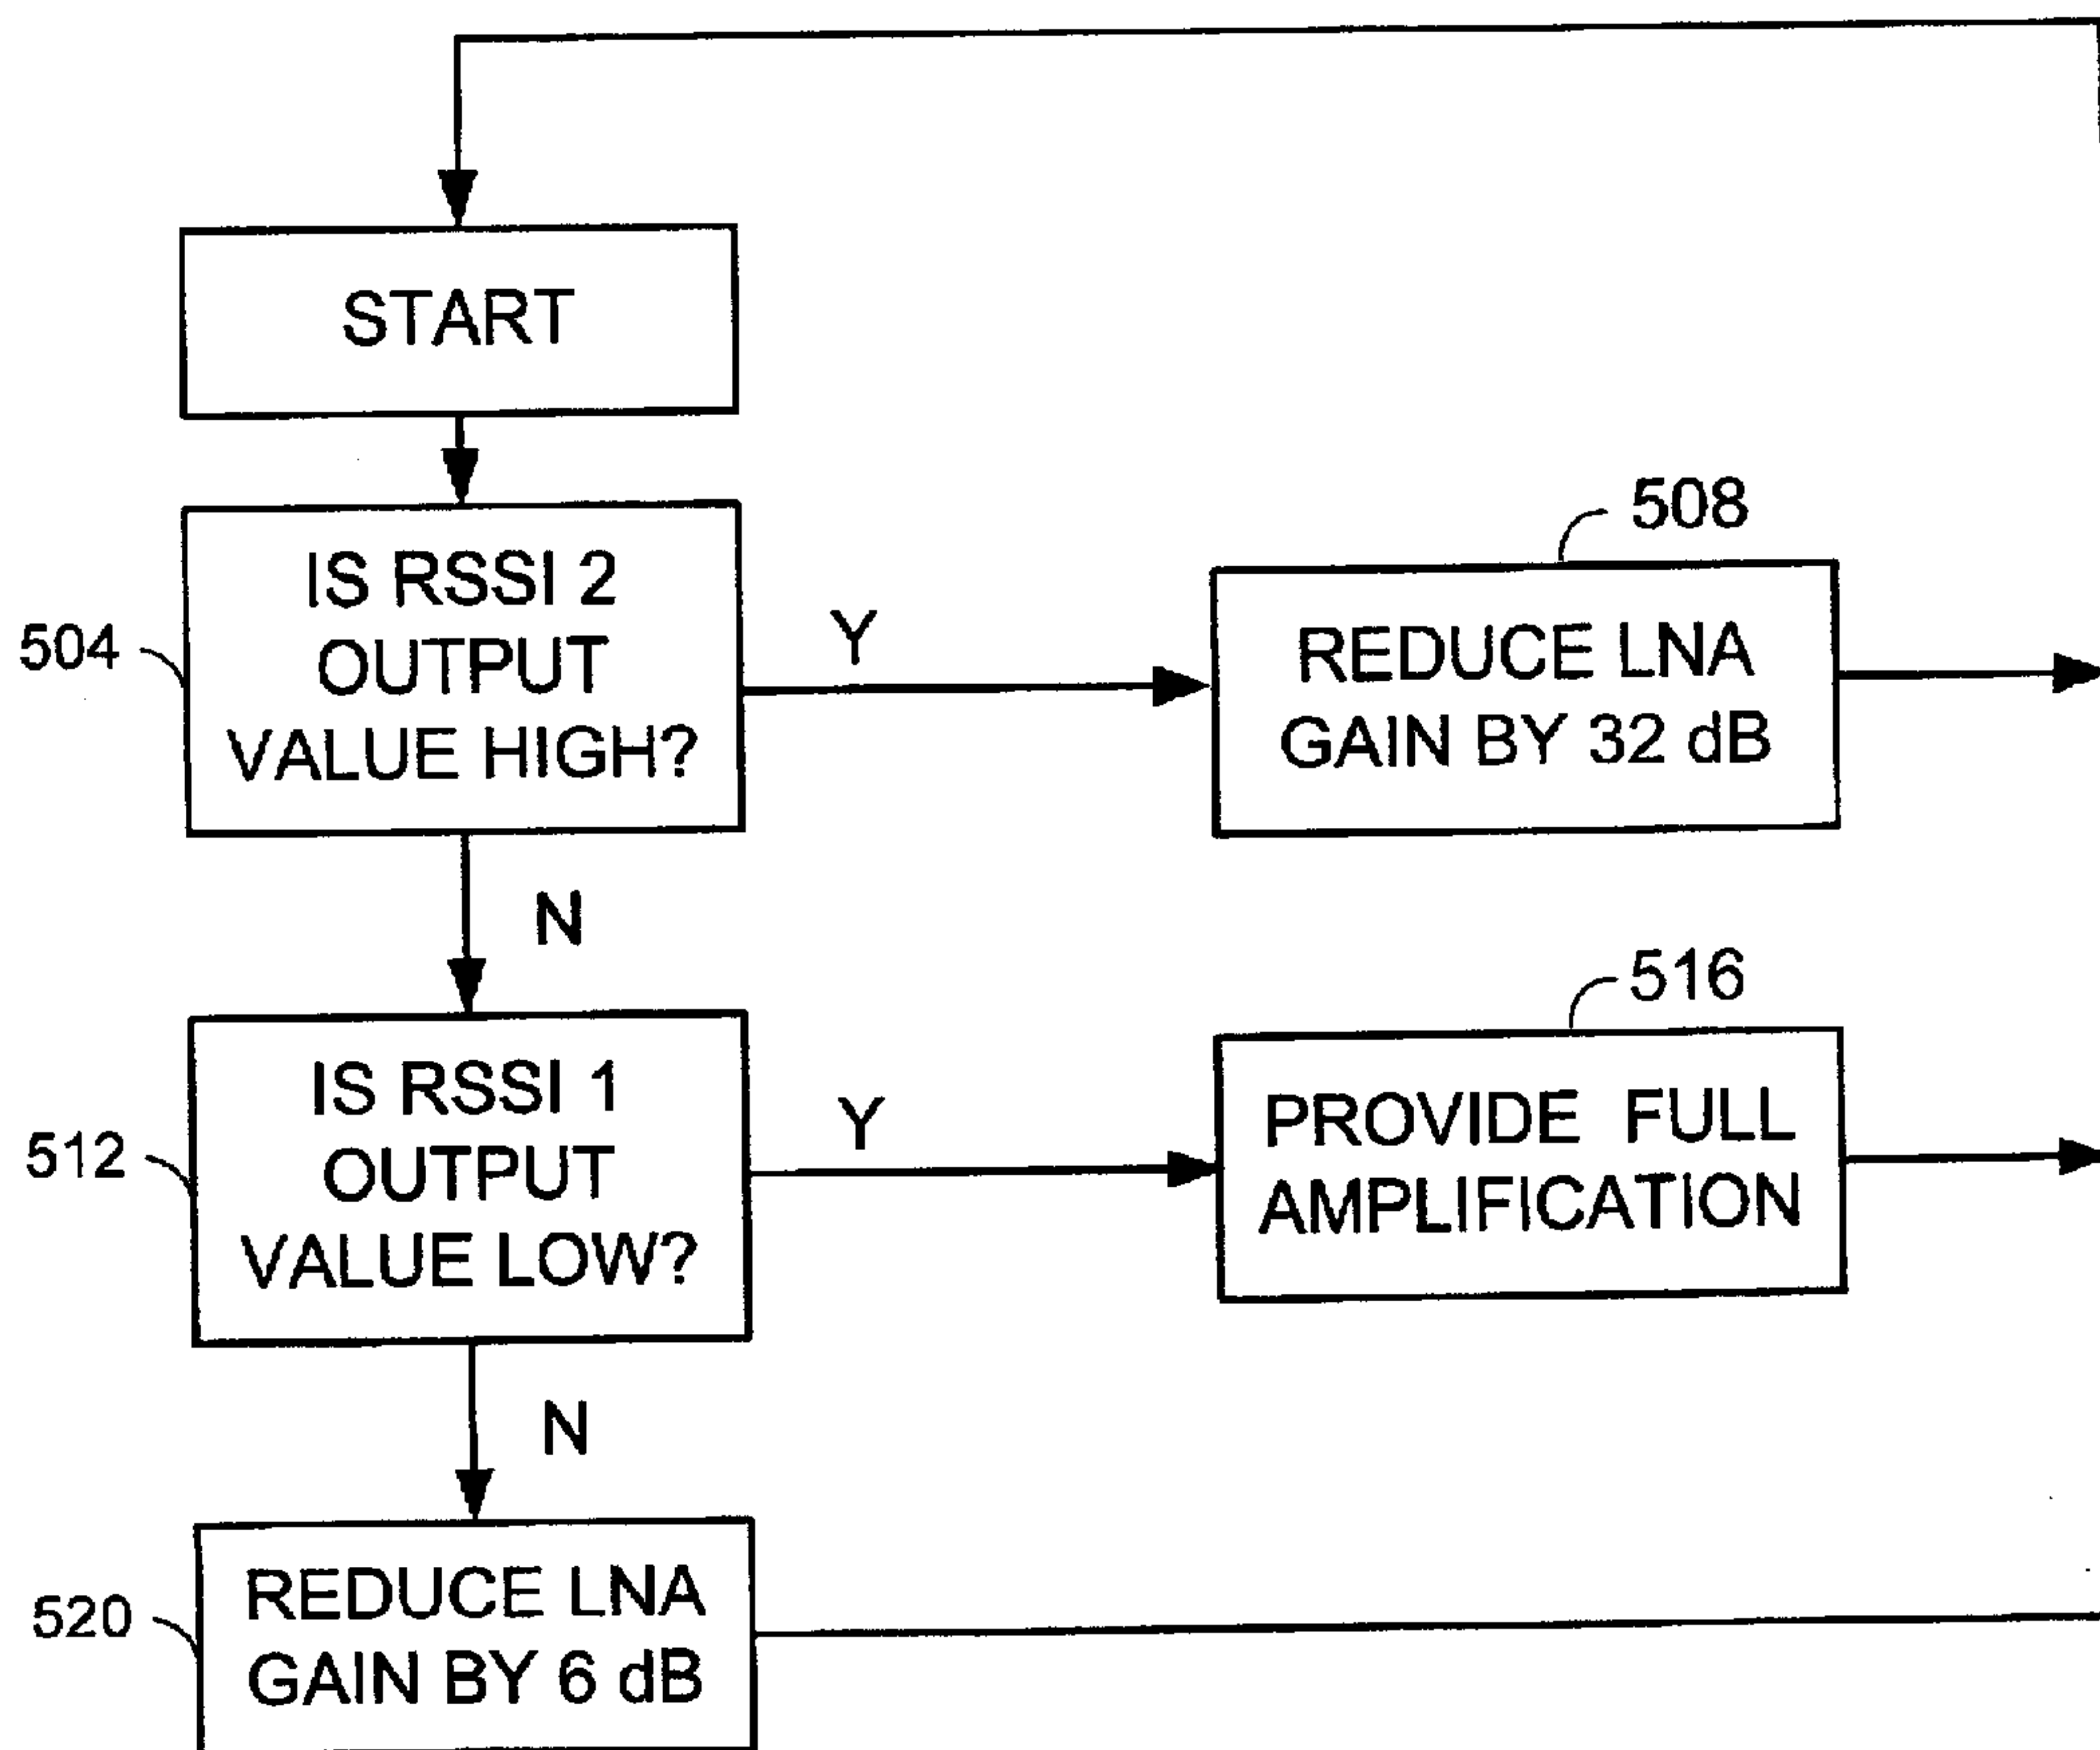 START
IS RSSI 2
OUTPUT
VALUE HIGH?
504
Y
508
REDUCE LNA
GAIN BY 32 dB
N
IS RSSI 1
OUTPUT
VALUE LOW?
512
Y
516
PROVIDE FULL
AMPLIFICATION
N
REDUCE LNA
GAIN BY 6 dB
520